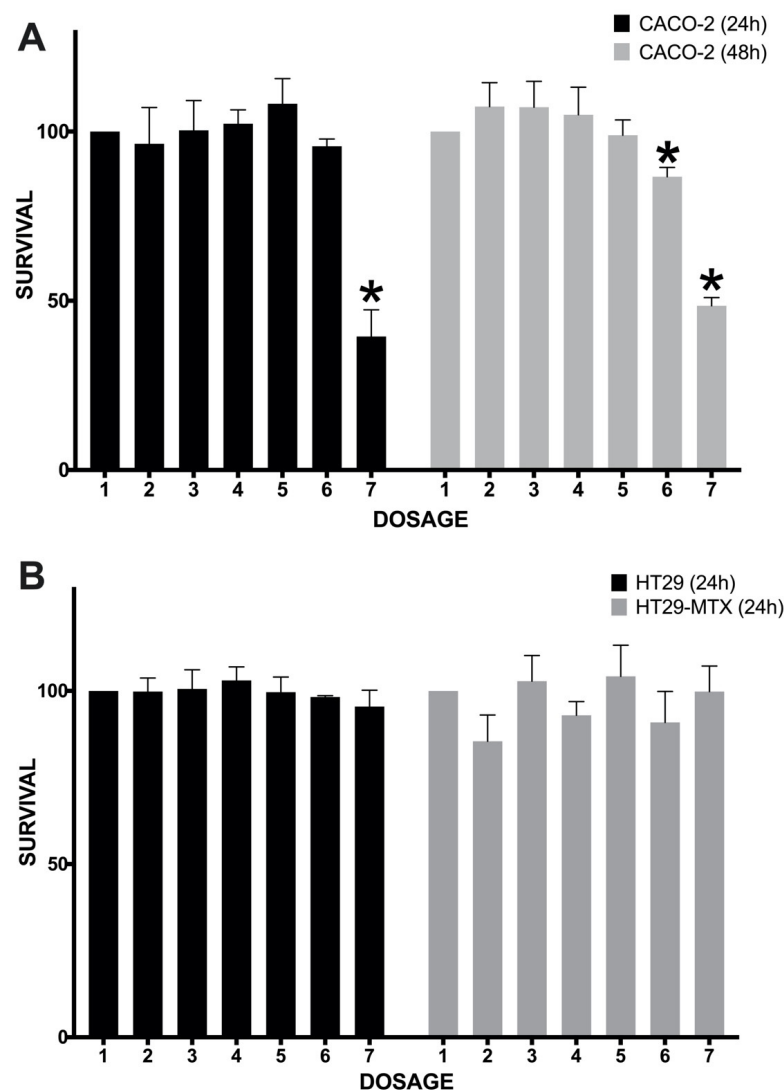 A
CACO-2 (24h)
CACO-2 (48h)
SURVIVAL
100
50
0
* * *
1 2 3 4 5 6 7 1 2 3 4 5 6 7
DOSAGE
B
HT29 (24h)
HT29-MTX (24h)
SURVIVAL
100
50
0
1 2 3 4 5 6 7 1 2 3 4 5 6 7
DOSAGE